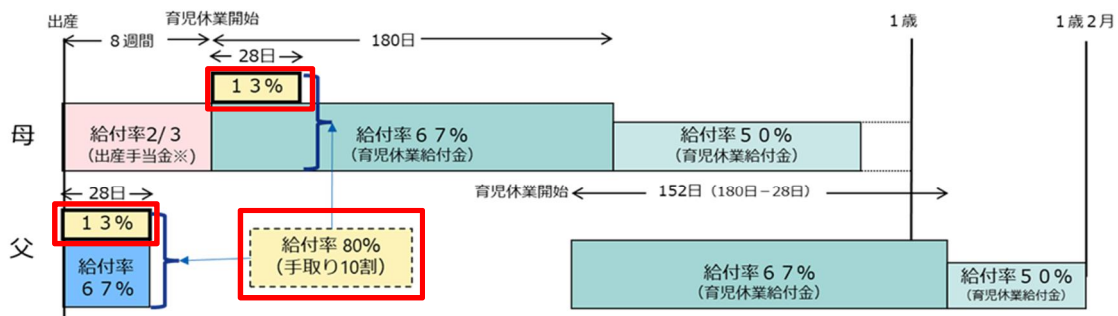 出産
育児休業開始
1歳
1歳2月
8週間
180日
28日
13%
母
給付率2/3
(出産手当金※)
給付率67%
(育児休業給付金)
給付率50%
(育児休業給付金)
28日
育児休業開始
152日(180日-28日)
13%
父
給付率
67%
給付率 80%
(手取り10割)
給付率67%
(育児休業給付金)
給付率50%
(育児休業給付金)